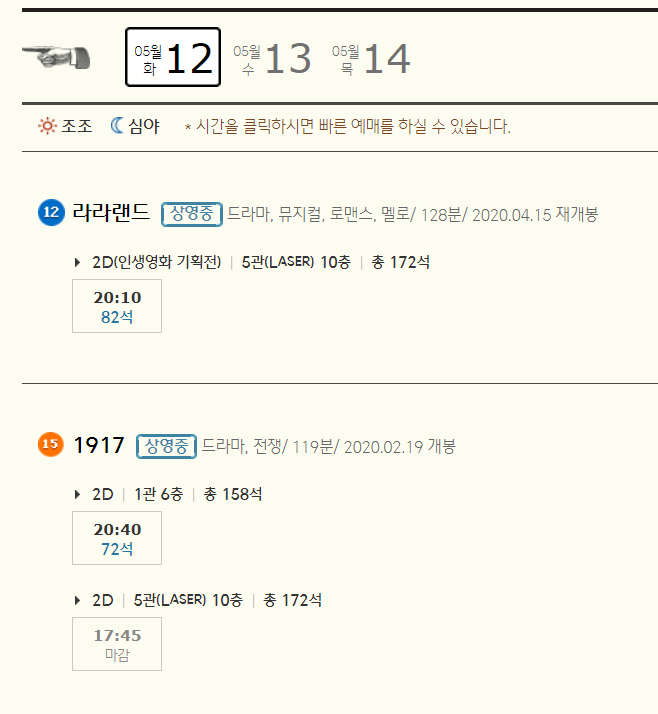 05월 화 12 05월 수 13 05월 목 14
조조 심야 * 시간을 클릭하시면 빠른 예매를 하실 수 있습니다.
12 라라랜드 상영중 드라마, 뮤지컬, 로맨스, 멜로/ 128분/ 2020.04.15 재개봉
2D(인생영화 기획전) | 5관(LASER) 10층 | 총 172석
20:10
82석
15 1917 상영중 드라마, 전쟁/ 119분/ 2020.02.19 개봉
2D | 1관 6층 | 총 158석
20:40
72석
2D | 5관(LASER) 10층 | 총 172석
17:45
마감